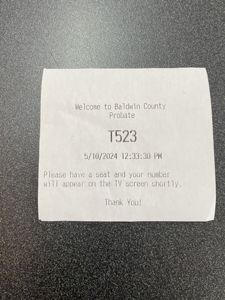 Welcome to Baldwin County
Probate
T523
5/10/2024 12:33:30 PM
Please have a seat and your number
will appear on the TV screen shortly.
Thank You!